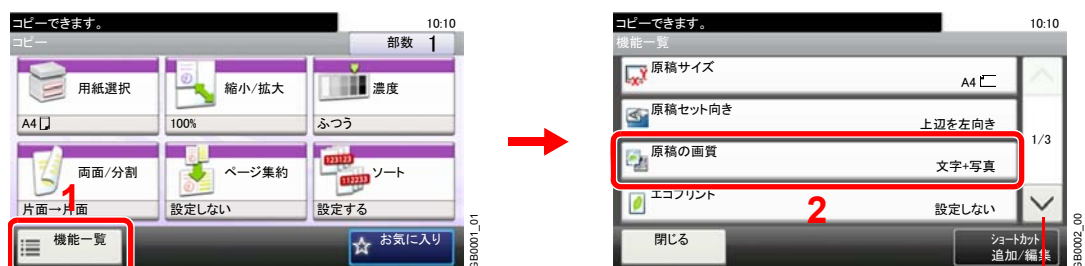 コピーできます。 10:10
コピー 部数 1
用紙選択 縮小/拡大 濃度
A4 100% ふつう
両面/分割 ページ集約 ソート
片面→片面 設定しない 設定する
1
機能一覧 お気に入り
GB0001_01
コピーできます。 10:10
機能一覧
原稿サイズ
A4
原稿セット向き
上辺を左向き
1/3
原稿の画質
文字+写真
エコプリント
設定しない
2
閉じる ショートカット
追加/編集
GB0002_00